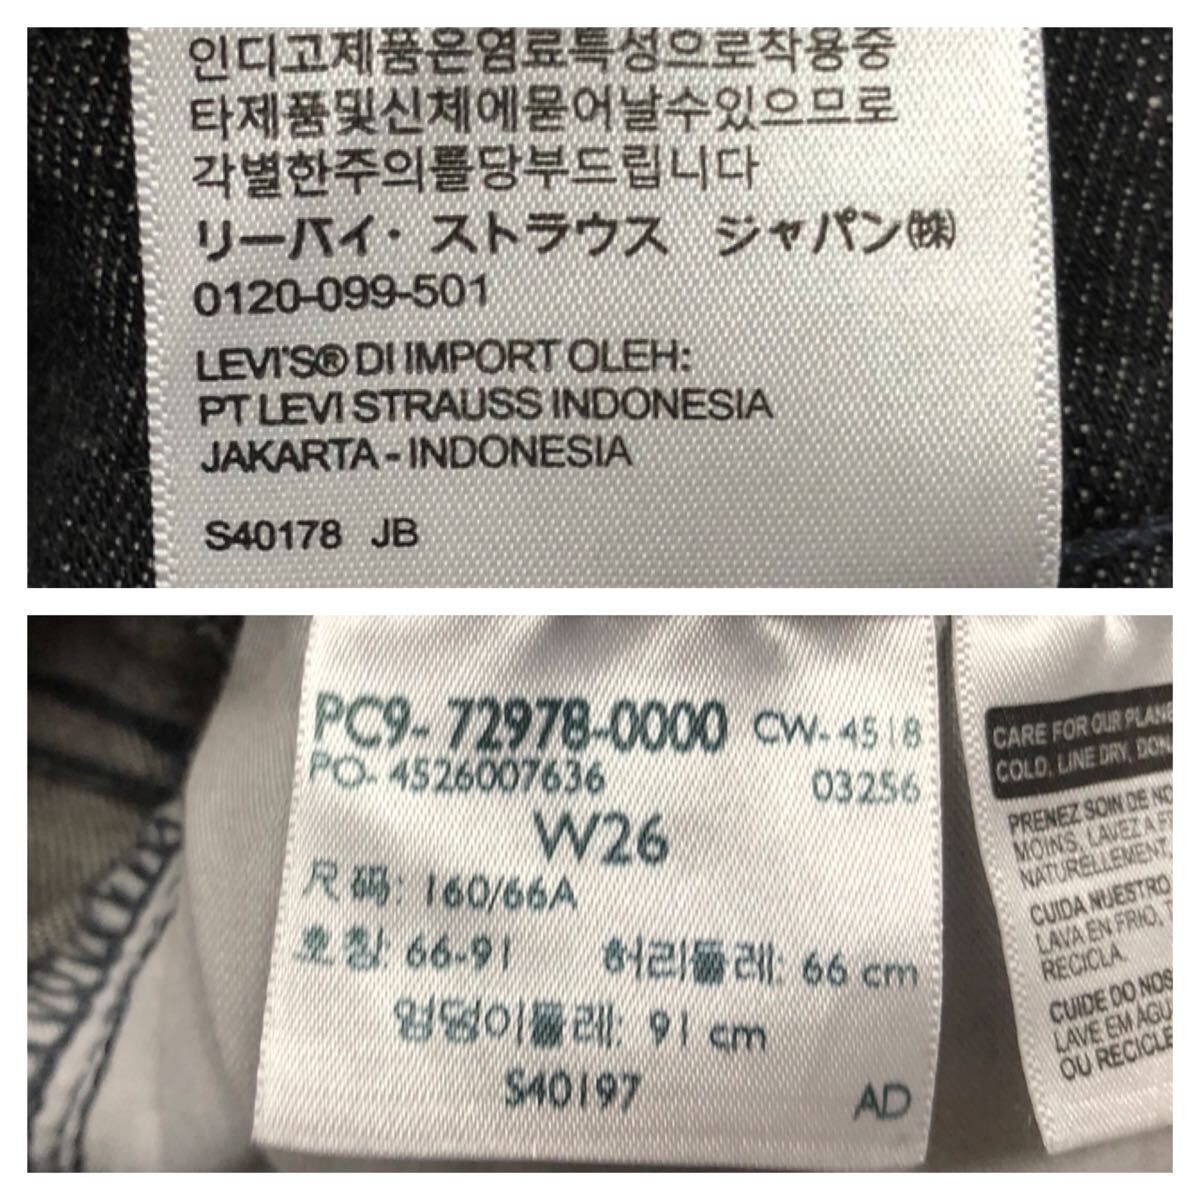 인디고제품은염료특성으로착용중
타제품및신체에묻어날수있으므로
각별한주의를당부드립니다
リーバイ・ストラウス ジャパン㈱
0120-099-501
LEVI'S® DI IMPORT OLEH:
PT LEVI STRAUSS INDONESIA
JAKARTA - INDONESIA
S40178 JB
PC9-72978-0000 CW-4518
PO-4526007636 03256
W26
尺码: 160/66A
호칭: 66-91 허리둘레: 66 cm
엉덩이둘레: 91 cm
S40197 AD
CARE FOR OUR
COLD, LINE DRY,
PRENEZ SOIN DE
MOINS, LAVEZ A
NATURELLEMENT,
CUIDA NUESTRO
LAVA EN FRIO,
RECICLA.
CUIDE DO
LAVE EM
OU RECICLE